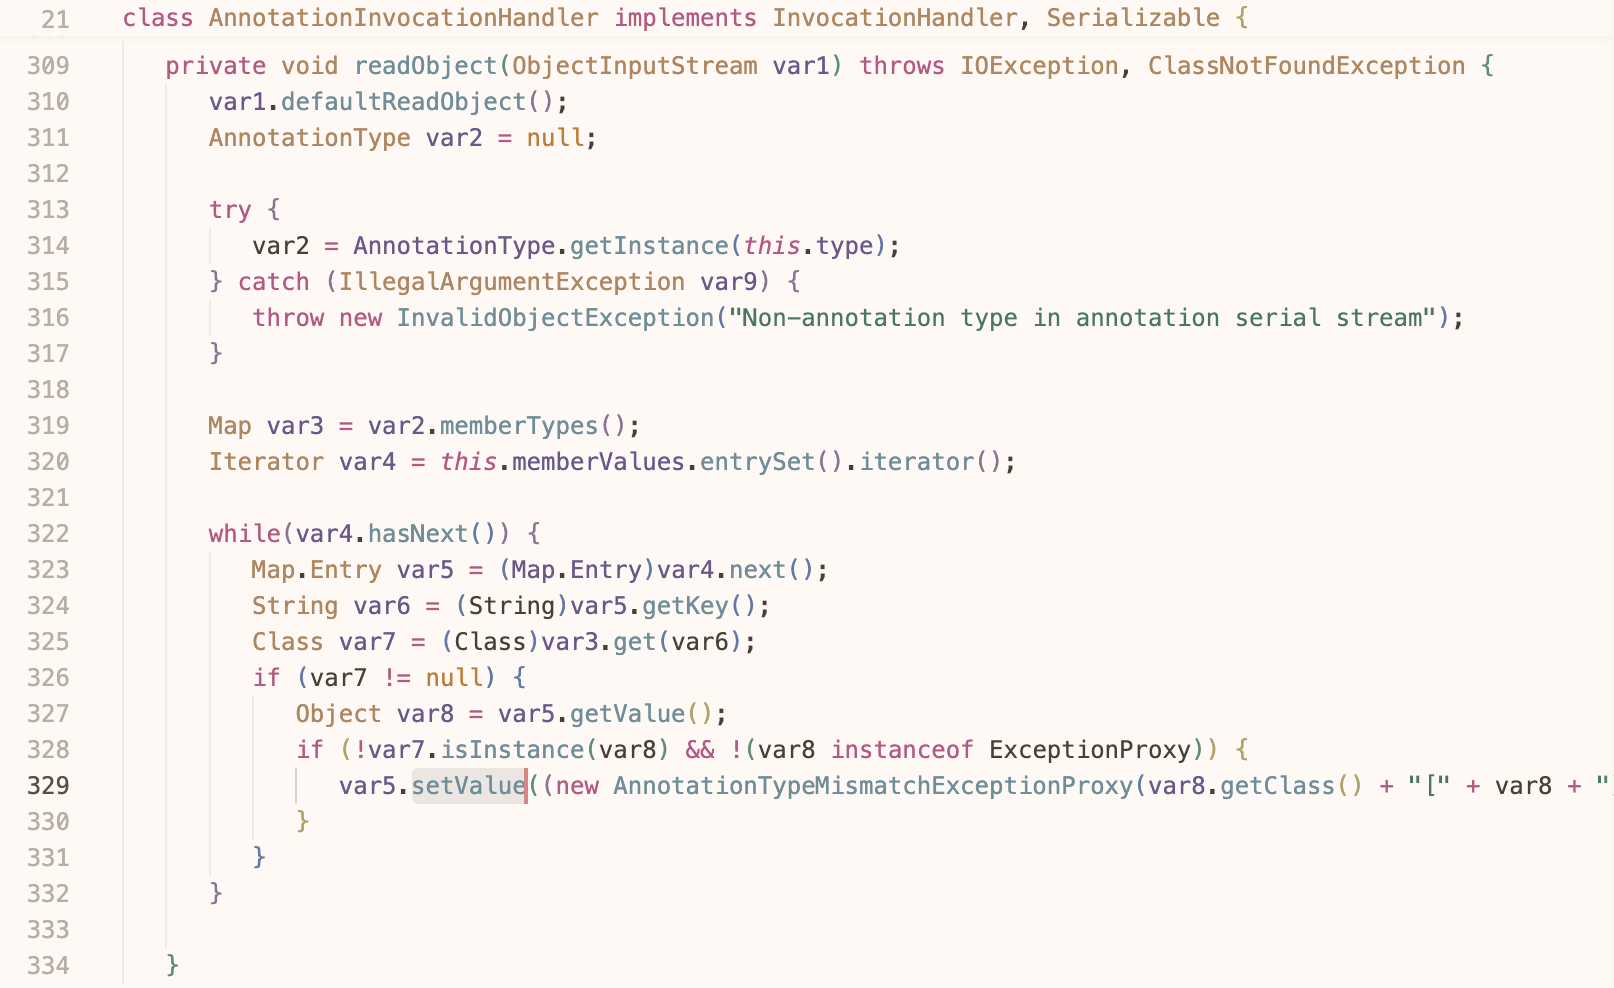 21 class AnnotationInvocationHandler implements InvocationHandler, Serializable {
309 private void readObject(ObjectInputStream var1) throws IOException, ClassNotFoundException {
310 var1.defaultReadObject();
311 AnnotationType var2 = null;
312
313 try {
314 var2 = AnnotationType.getInstance(this.type);
315 } catch (IllegalArgumentException var9) {
316 throw new InvalidObjectException("Non-annotation type in annotation serial stream");
317 }
318
319 Map var3 = var2.memberTypes();
320 Iterator var4 = this.memberValues.entrySet().iterator();
321
322 while(var4.hasNext()) {
323 Map.Entry var5 = (Map.Entry)var4.next();
324 String var6 = (String)var5.getKey();
325 Class var7 = (Class)var3.get(var6);
326 if (var7 != null) {
327 Object var8 = var5.getValue();
328 if (!var7.isInstance(var8) && !(var8 instanceof ExceptionProxy)) {
329 var5.setValue((new AnnotationTypeMismatchExceptionProxy(var8.getClass() + "[" + var8 + "
330 }
331 }
332 }
333
334 }